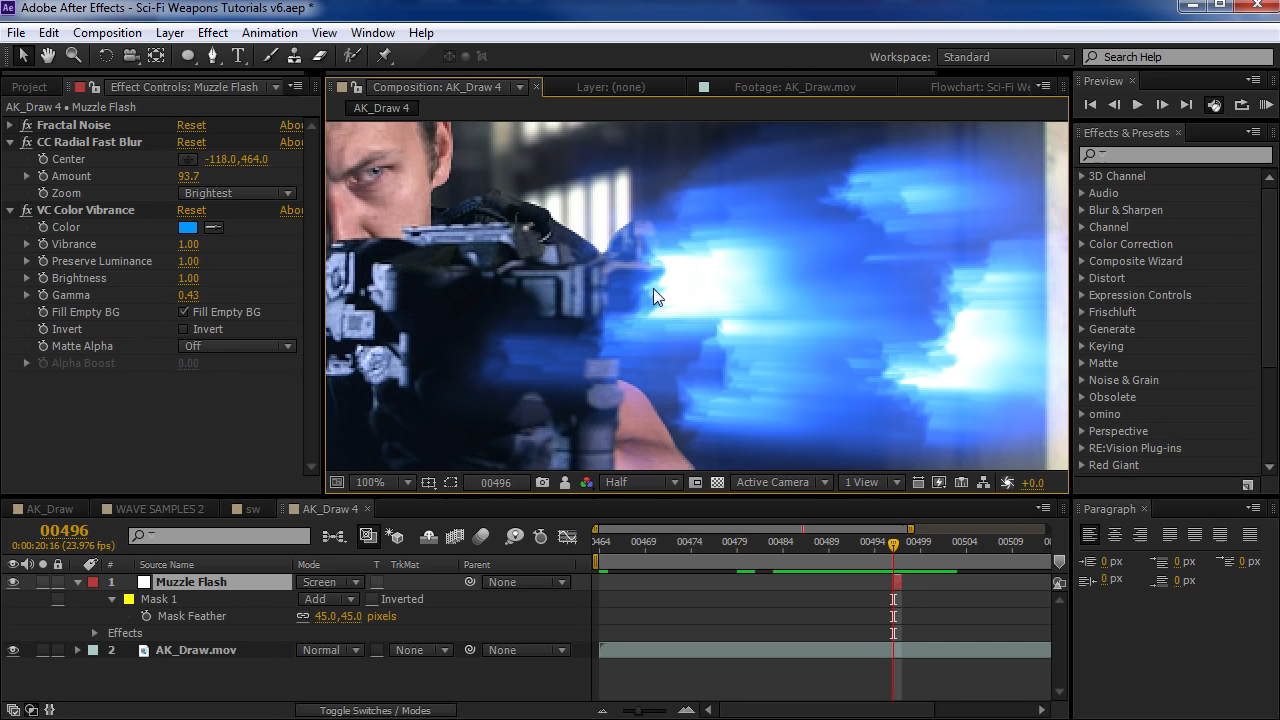 Ae Adobe After Effects - Sci-Fi Weapons Tutorials v6.aep *
File Edit Composition Layer Effect Animation View Window Help
Workspace: Standard Search Help
Project Effect Controls: Muzzle Flash
AK_Draw 4 • Muzzle Flash
fx Fractal Noise Reset Abou
fx CC Radial Fast Blur Reset Abou
Center -118.0,464.0
Amount 93.7
Zoom Brightest
fx VC Color Vibrance Reset Abou
Color
Vibrance 1.00
Preserve Luminance 1.00
Brightness 1.00
Gamma 0.43
Fill Empty BG Fill Empty BG
Invert Invert
Matte Alpha Off
Alpha Boost 0.00
Composition: AK_Draw 4 Layer: (none) Footage: AK_Draw.mov Flowchart: Sci-Fi We
AK_Draw 4
100% 00496 Half Active Camera 1 View +0.0
Preview
Effects & Presets
3D Channel
Audio
Blur & Sharpen
Channel
Color Correction
Composite Wizard
Distort
Expression Controls
Frischluft
Generate
Keying
Matte
Noise & Grain
Obsolete
omino
Perspective
RE:Vision Plug-ins
Red Giant
AK_Draw WAVE SAMPLES 2 sw AK_Draw 4
00496
0:00:20:16 (23.976 fps)
00464 00469 00474 00479 00484 00489 00494 00499 00504 00509 00
# Source Name Mode T TrkMat Parent
1 Muzzle Flash Screen None
Mask 1 Add Inverted
Mask Feather 45.0,45.0 pixels
Effects
2 AK_Draw.mov Normal None None
Toggle Switches / Modes
Paragraph
0 px 0 px 0 px
0 px 0 px